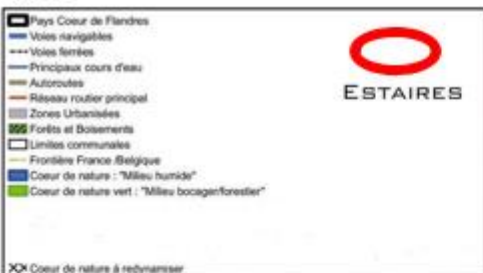 Pays Coeur de Flandres
Voies navigables
Voies ferrées
Principaux cours d'eau
Autoroutes
Réseau routier principal
Zones Urbanisées
Forêts et Boisements
Limites communales
Frontière France /Belgique
Coeur de nature : "Milieu humide"
Coeur de nature vert : "Milieu bocager/forestier"
Coeur de nature à redynamiser
ESTAIRES